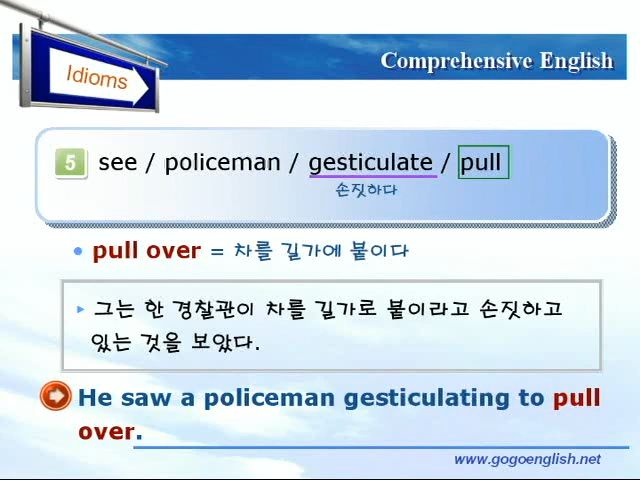 Idioms
Comprehensive English
5 see / policeman / gesticulate / pull
손짓하다
• pull over = 차를 길가에 붙이다
▸ 그는 한 경찰관이 차를 길가로 붙이라고 손짓하고
있는 것을 보았다.
He saw a policeman gesticulating to pull
over.
www.gogoenglish.net